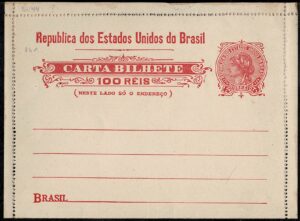 Republica dos Estados Unidos do Brasil
CARTA BILHETE
100 RÉIS
(NESTE LADO SÓ O ENDEREÇO)
BRASIL